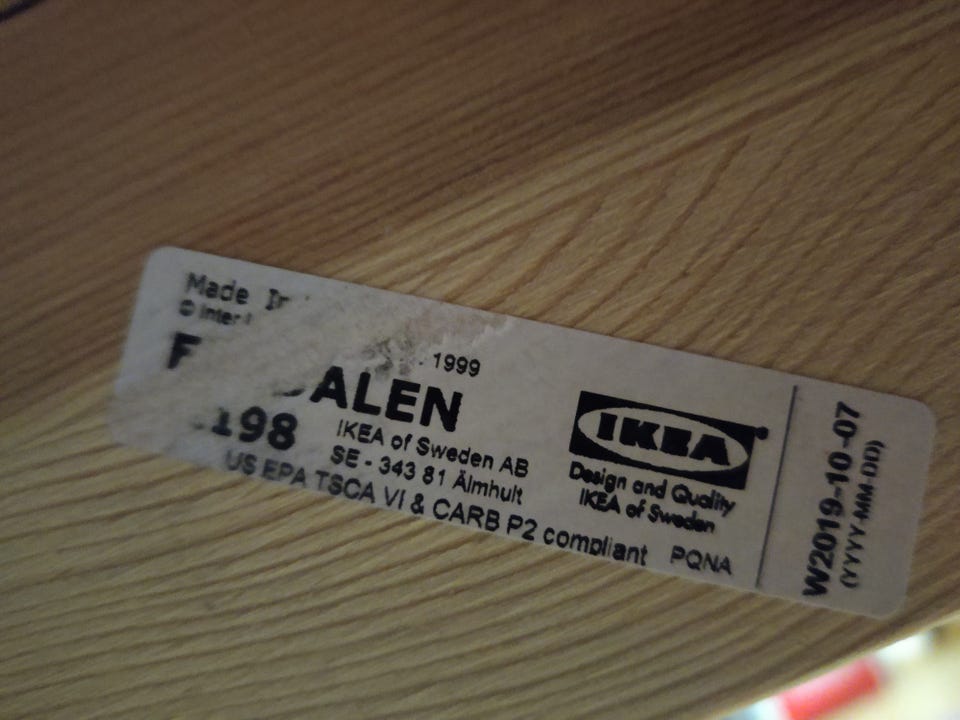 Made
© Inter
1999
198
IKEA of Sweden AB
SE - 343 81 Älmhult
US EPA TSCA VI & CARB P2 compliant PQNA
IKEA
Design and Quality
IKEA of Sweden
W2019-10-07
(YYYY-MM-DD)